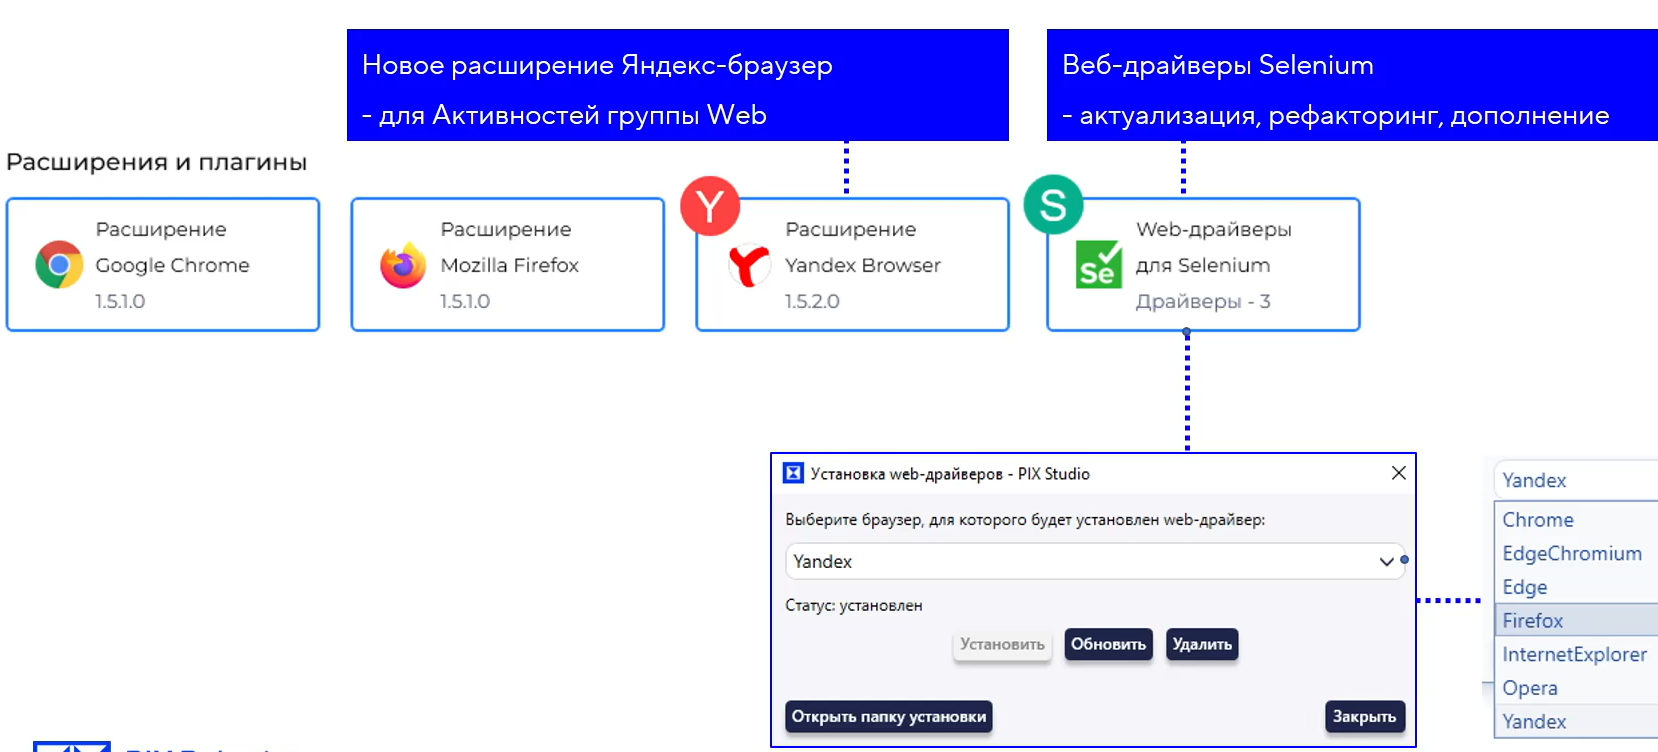 Новое расширение Яндекс-браузер
- для Активностей группы Web
Веб-драйверы Selenium
- актуализация, рефакторинг, дополнение
Расширения и плагины
Расширение
Google Chrome
1.5.1.0
Расширение
Mozilla Firefox
1.5.1.0
Y
Расширение
Yandex Browser
1.5.2.0
S
Se
Web-драйверы
для Selenium
Драйверы - 3
Установка web-драйверов - PIX Studio
Выберите браузер, для которого будет установлен web-драйвер:
Yandex
Статус: установлен
Установить
Обновить
Удалить
Открыть папку установки
Закрыть
Yandex
Chrome
EdgeChromium
Edge
Firefox
InternetExplorer
Opera
Yandex